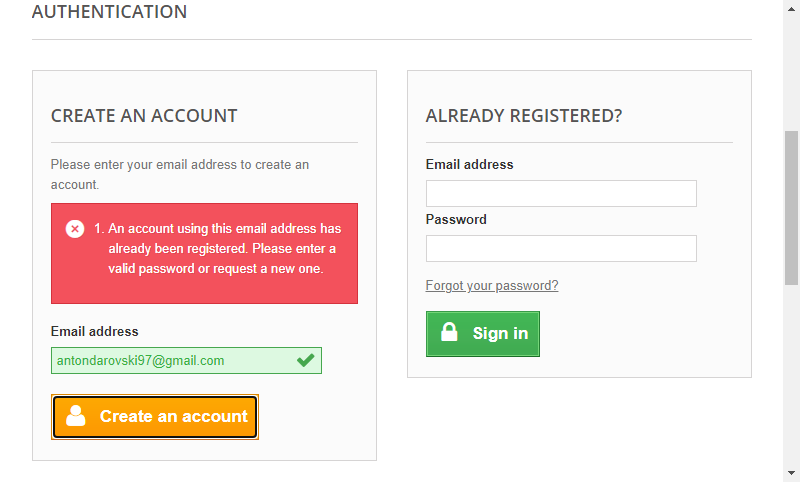 AUTHENTICATION
CREATE AN ACCOUNT
Please enter your email address to create an
account.
1. An account using this email address has
already been registered. Please enter a
valid password or request a new one.
Email address
antondarovski97@gmail.com
Create an account
ALREADY REGISTERED?
Email address
Password
Forgot your password?
Sign in